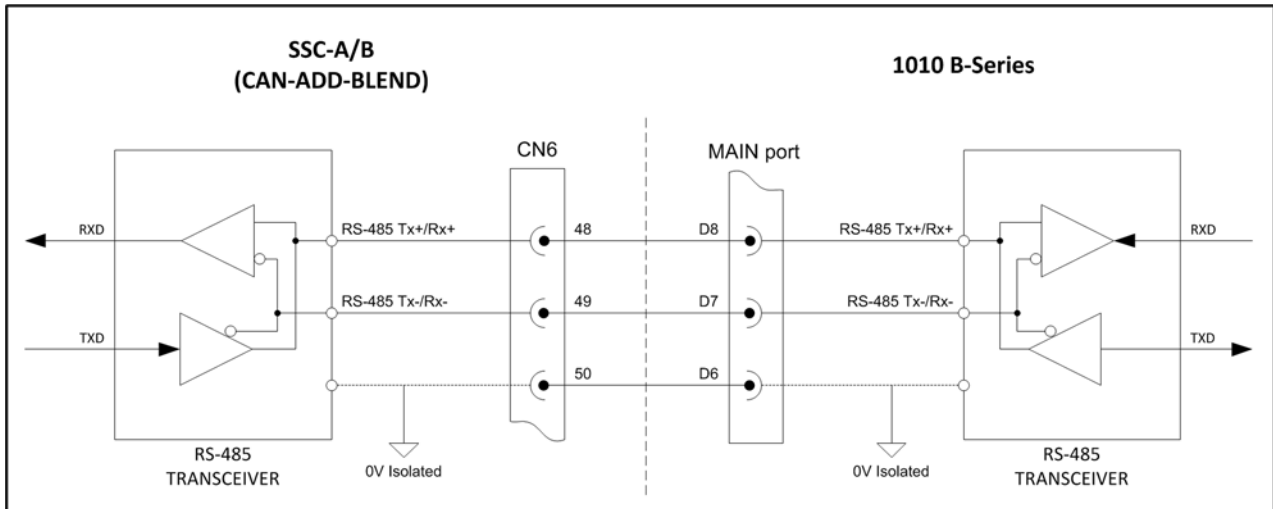 SSC-A/B
(CAN-ADD-BLEND)
1010 B-Series
CN6
MAIN port
RXD
RS-485 Tx+/Rx+
48
D8
RS-485 Tx+/Rx+
RXD
RS-485 Tx-/Rx-
49
D7
RS-485 Tx-/Rx-
TXD
TXD
50
D6
0V Isolated
0V Isolated
RS-485
TRANSCEIVER
RS-485
TRANSCEIVER